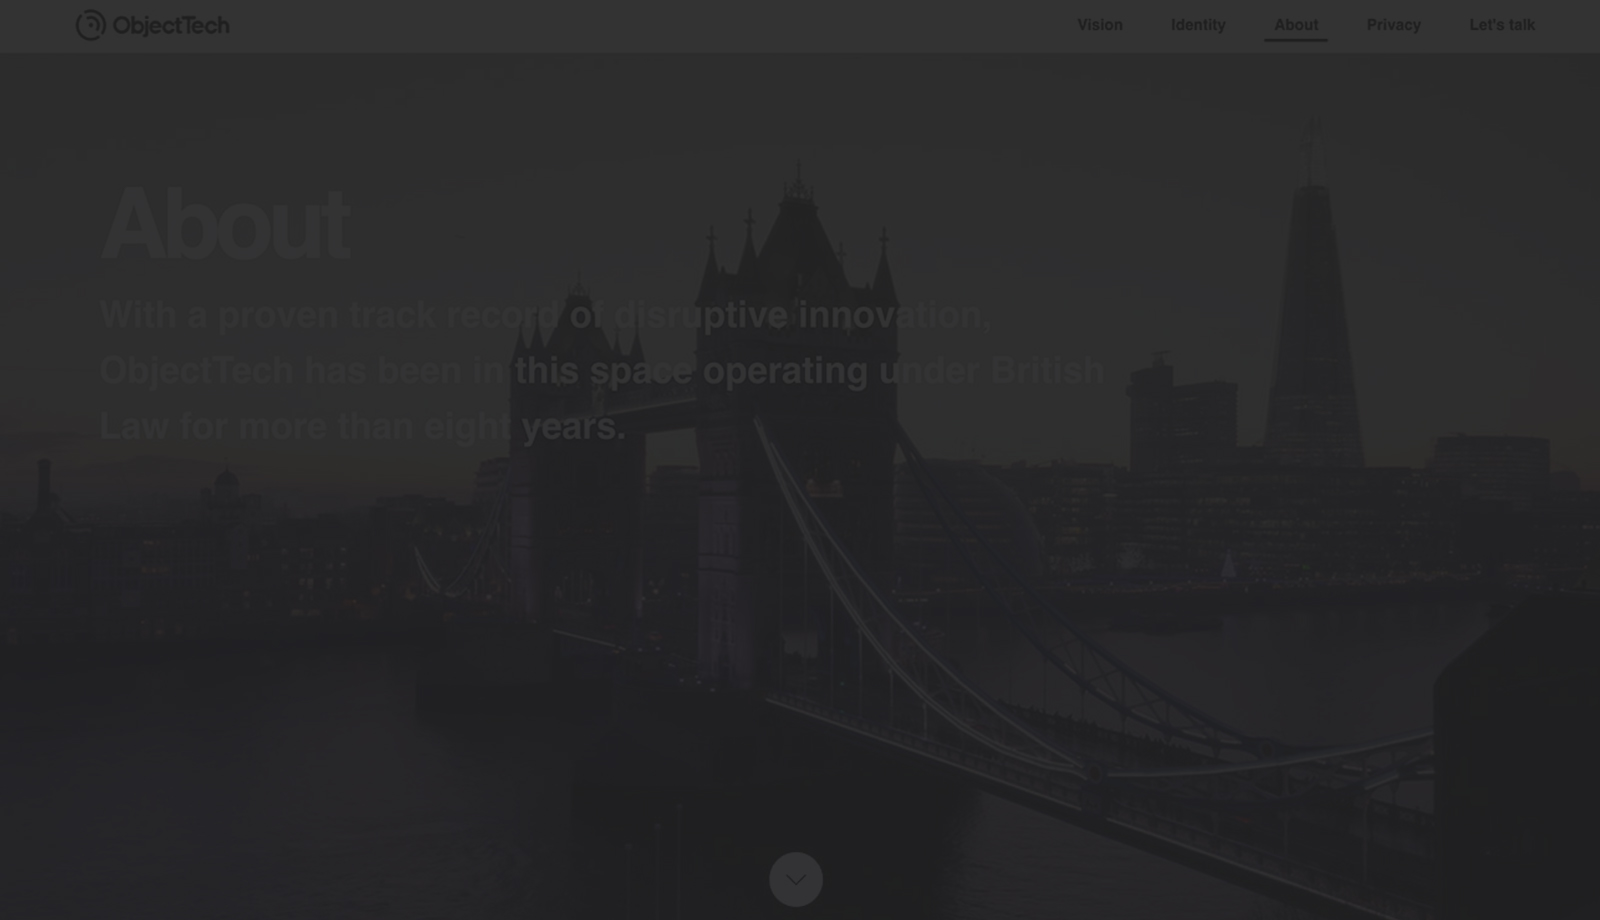 ObjectTech
Vision
Identity
About
Privacy
Let's talk
About
With a proven track record of disruptive innovation,
ObjectTech has been in this space operating under British
Law for more than eight years.